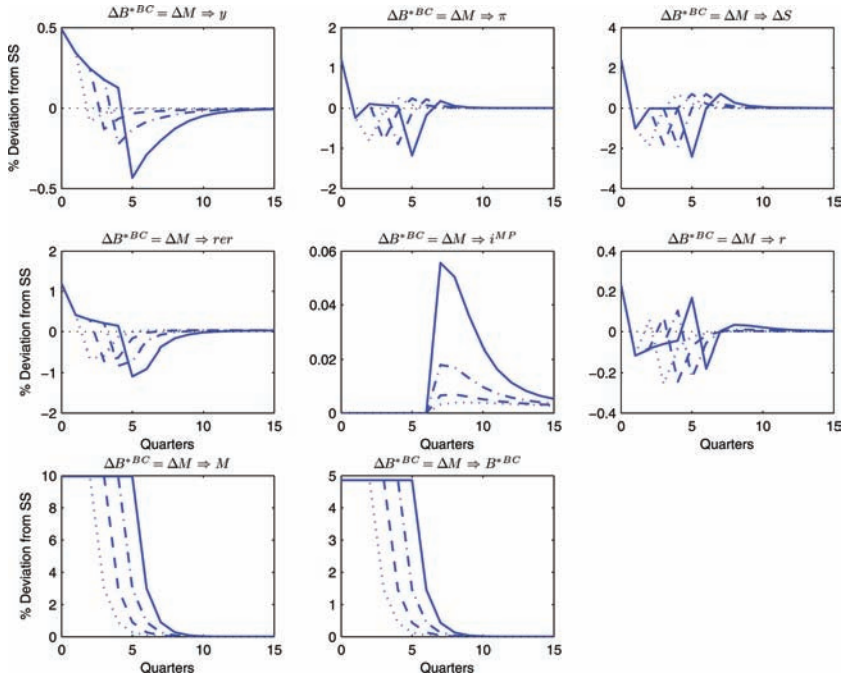 ΔB*BC = ΔM ⇒ y
ΔB*BC = ΔM ⇒ π
ΔB*BC = ΔM ⇒ ΔS
% Deviation from SS
0.5
0
−0.5
0 5 10 15
2
1
0
−1
−2
0 5 10 15
4
2
0
−2
−4
0 5 10 15
ΔB*BC = ΔM ⇒ rer
ΔB*BC = ΔM ⇒ iMP
ΔB*BC = ΔM ⇒ r
% Deviation from SS
2
1
0
−1
−2
0 5 10 15
Quarters
0.06
0.04
0.02
0
0 5 10 15
Quarters
0.4
0.2
0
−0.2
−0.4
0 5 10 15
Quarters
ΔB*BC = ΔM ⇒ M
ΔB*BC = ΔM ⇒ B*BC
% Deviation from SS
10
8
6
4
2
0
0 5 10 15
Quarters
5
4
3
2
1
0
0 5 10 15
Quarters